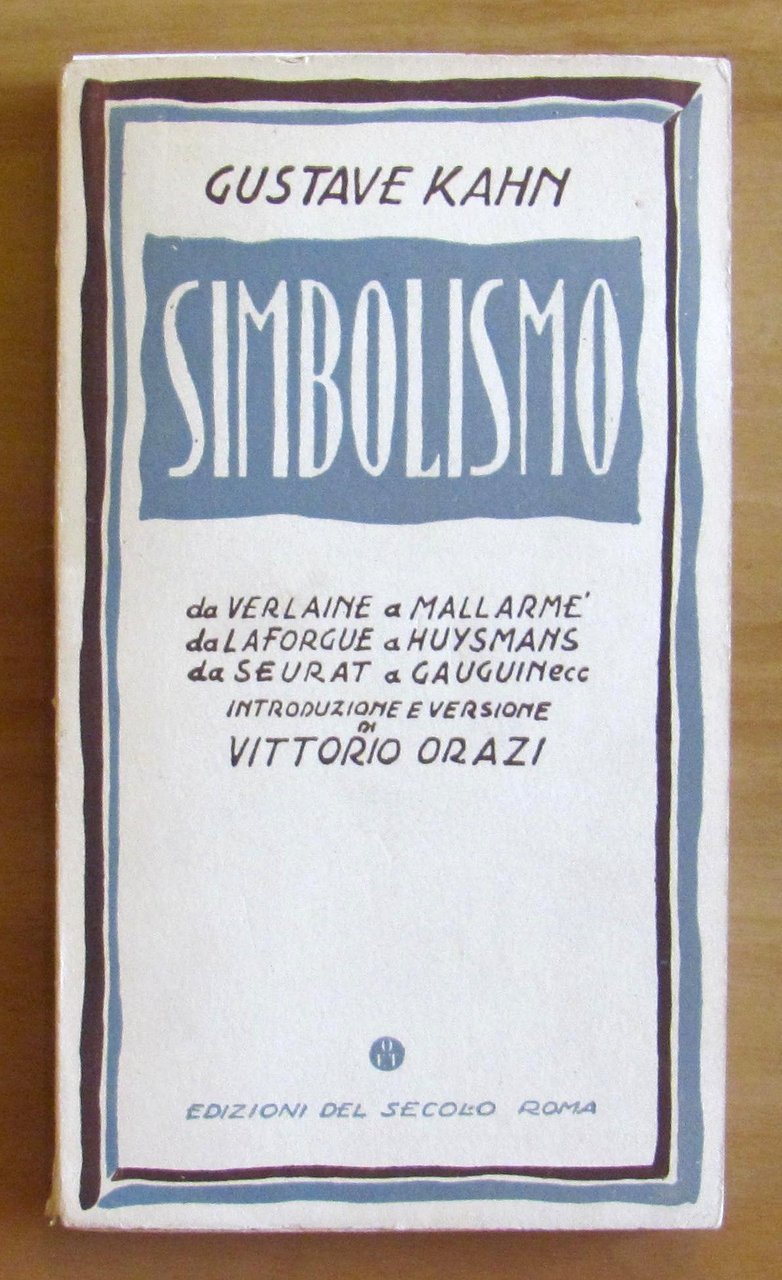 GUSTAVE KAHN
SIMBOLISMO
da VERLAINE a MALLARME'
da LAFORGUE a HUYSMANS
da SEURAT a GAUGUIN ecc
INTRODUZIONE E VERSIONE
DI
VITTORIO ORAZI
EDIZIONI DEL SECOLO ROMA